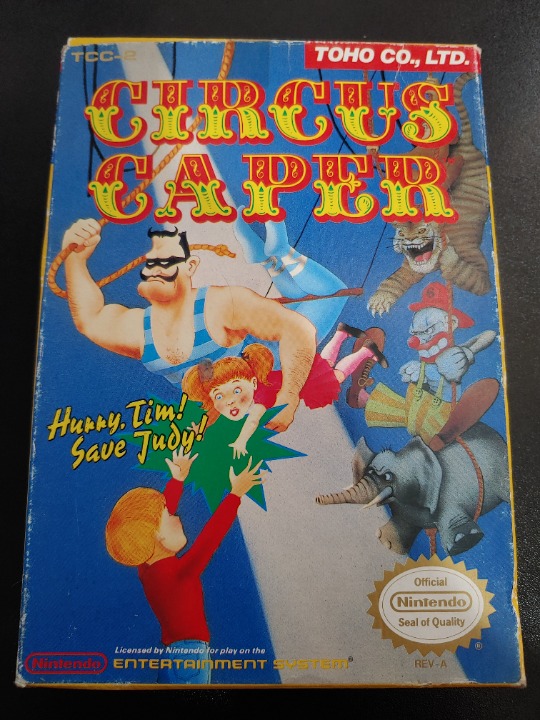 TCC-2
TOHO CO., LTD.
CIRCUS
CAPER
Hurry, Tim!
Save Judy!
Official
Nintendo
Seal of Quality
Licensed by Nintendo for play on the
Nintendo
ENTERTAINMENT SYSTEM®
REV-A